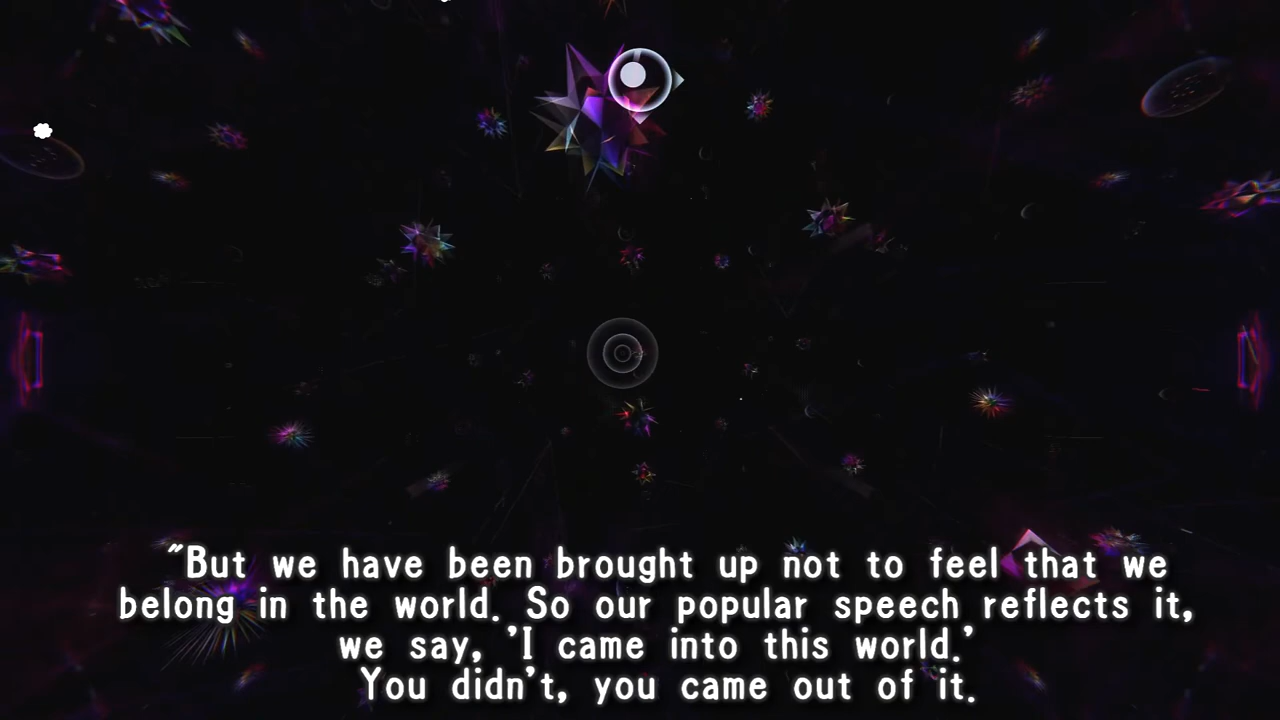 "But we have been brought up not to feel that we
belong in the world. So our popular speech reflects it,
we say, 'I came into this world.'
You didn't, you came out of it.